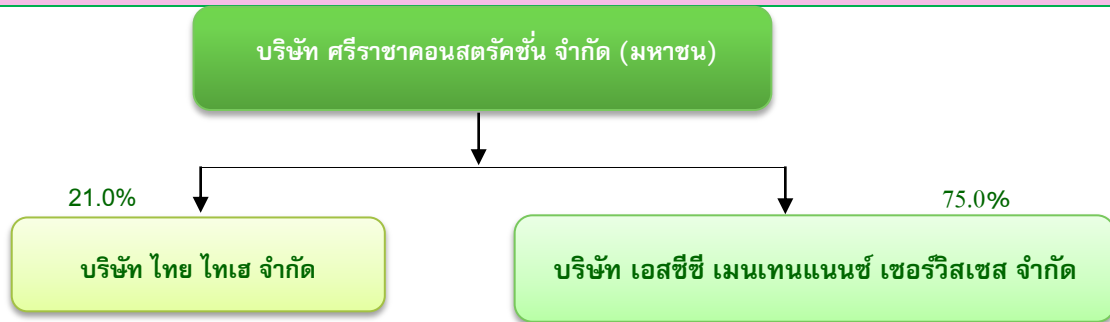 บริษัท ศรีราชาคอนสตรัคชั่น จำกัด (มหาชน)
21.0%
75.0%
บริษัท ไทย ไทเฮ จำกัด
บริษัท เอสซีซี เมนเทนแนนซ์ เซอร์วิสเซส จำกัด